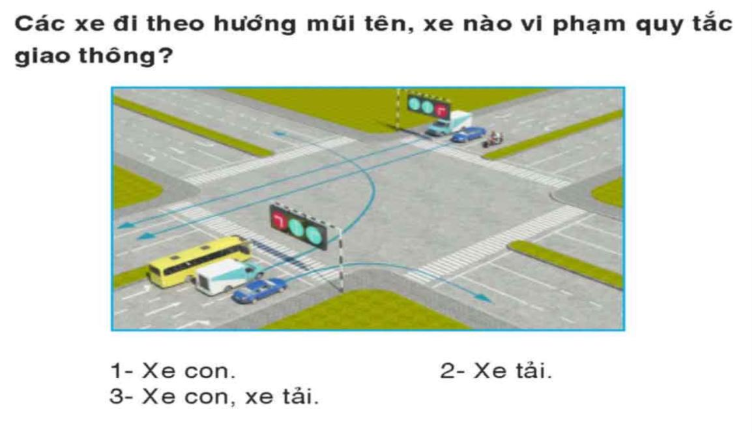 Các xe đi theo hướng mũi tên, xe nào vi phạm quy tắc
giao thông?
1- Xe con.
2- Xe tải.
3- Xe con, xe tải.